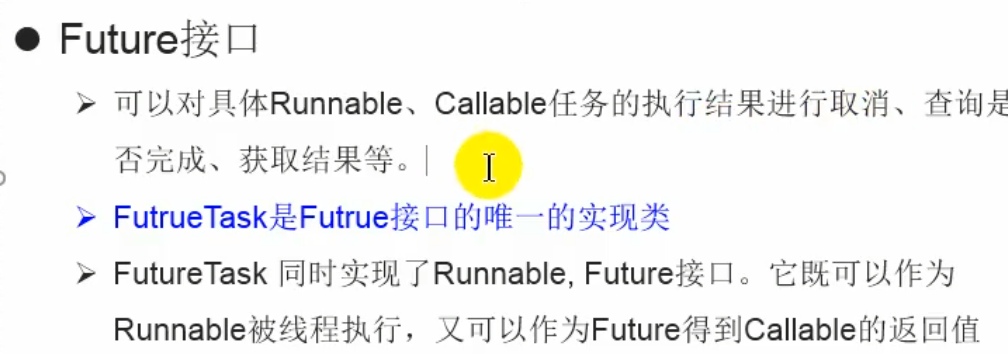 ● Future接口
➢ 可以对具体Runnable、Callable任务的执行结果进行取消、查询是
否完成、获取结果等。
➢ FutrueTask是Futrue接口的唯一的实现类
➢ FutureTask 同时实现了Runnable, Future接口。它既可以作为
Runnable被线程执行，又可以作为Future得到Callable的返回值